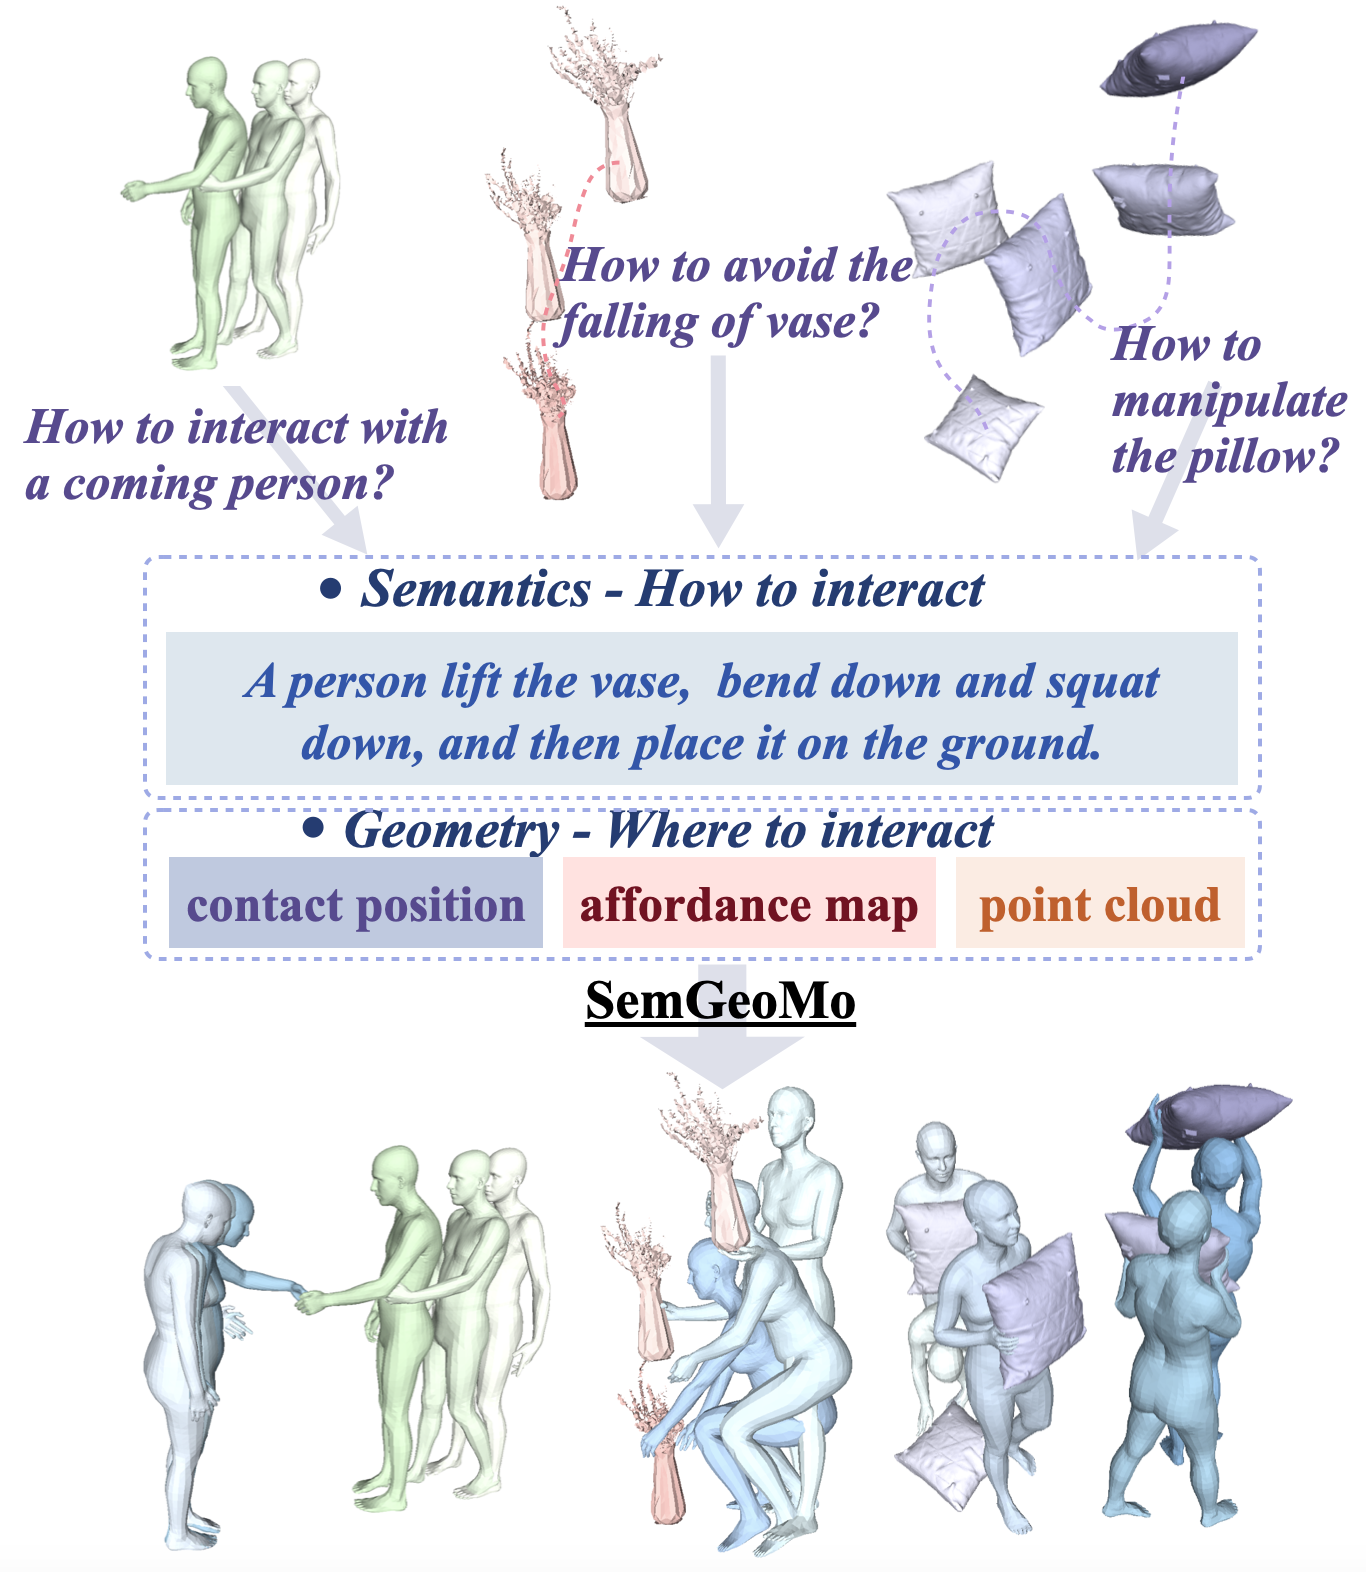 How to avoid the
falling of vase?
How to
manipulate
the pillow?
How to interact with
a coming person?
• Semantics - How to interact
A person lift the vase, bend down and squat
down, and then place it on the ground.
• Geometry - Where to interact
contact position
affordance map
point cloud
SemGeoMo